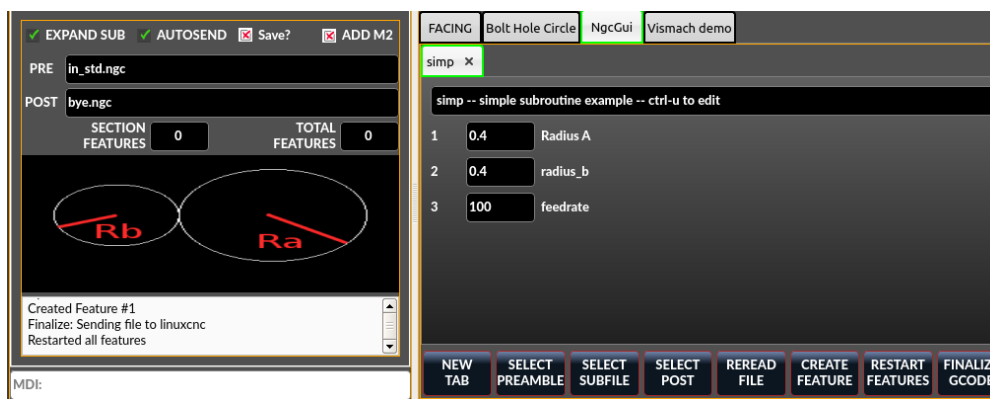 EXPAND SUB AUTOSEND Save? ADD M2
PRE in_std.ngc
POST bye.ngc
SECTION FEATURES 0 TOTAL FEATURES 0
Rb
Ra
Created Feature #1
Finalize: Sending file to linuxcnc
Restarted all features
MDI:
FACING Bolt Hole Circle NgcGui Vismach demo
simp
simp -- simple subroutine example -- ctrl-u to edit
1 0.4 Radius A
2 0.4 radius_b
3 100 feedrate
NEW TAB
SELECT PREAMBLE
SELECT SUBFILE
SELECT POST
REREAD FILE
CREATE FEATURE
RESTART FEATURES
FINALIZ
GCODE